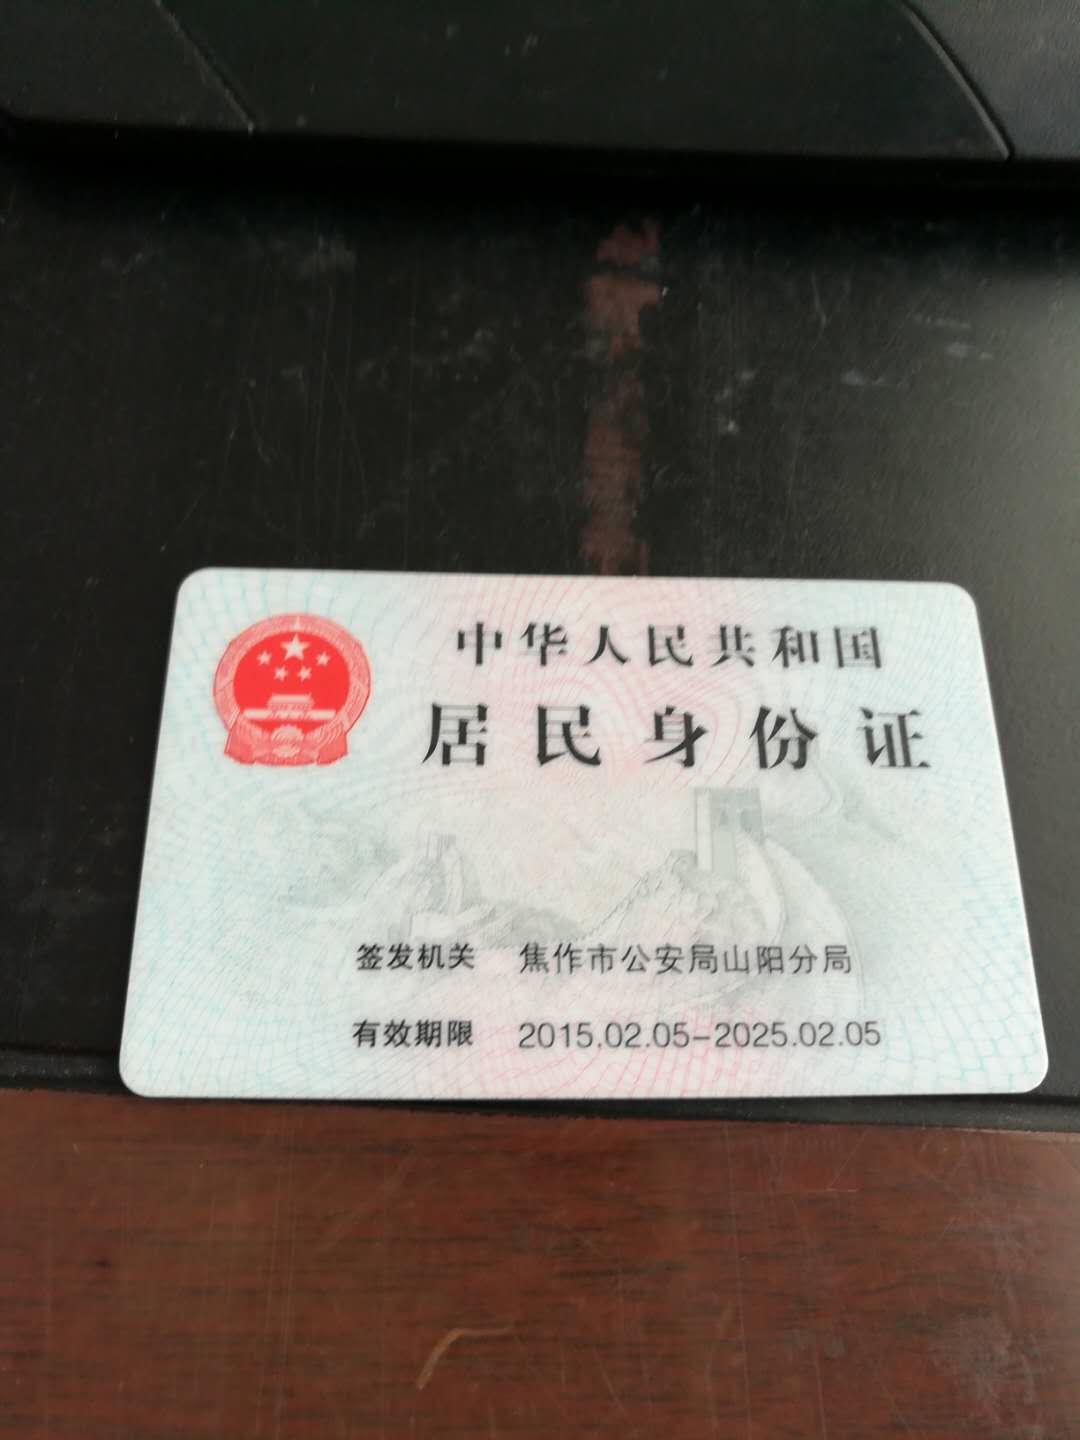 中华人民共和国
居民身份证
签发机关 焦作市公安局山阳分局
有效期限 2015.02.05-2025.02.05